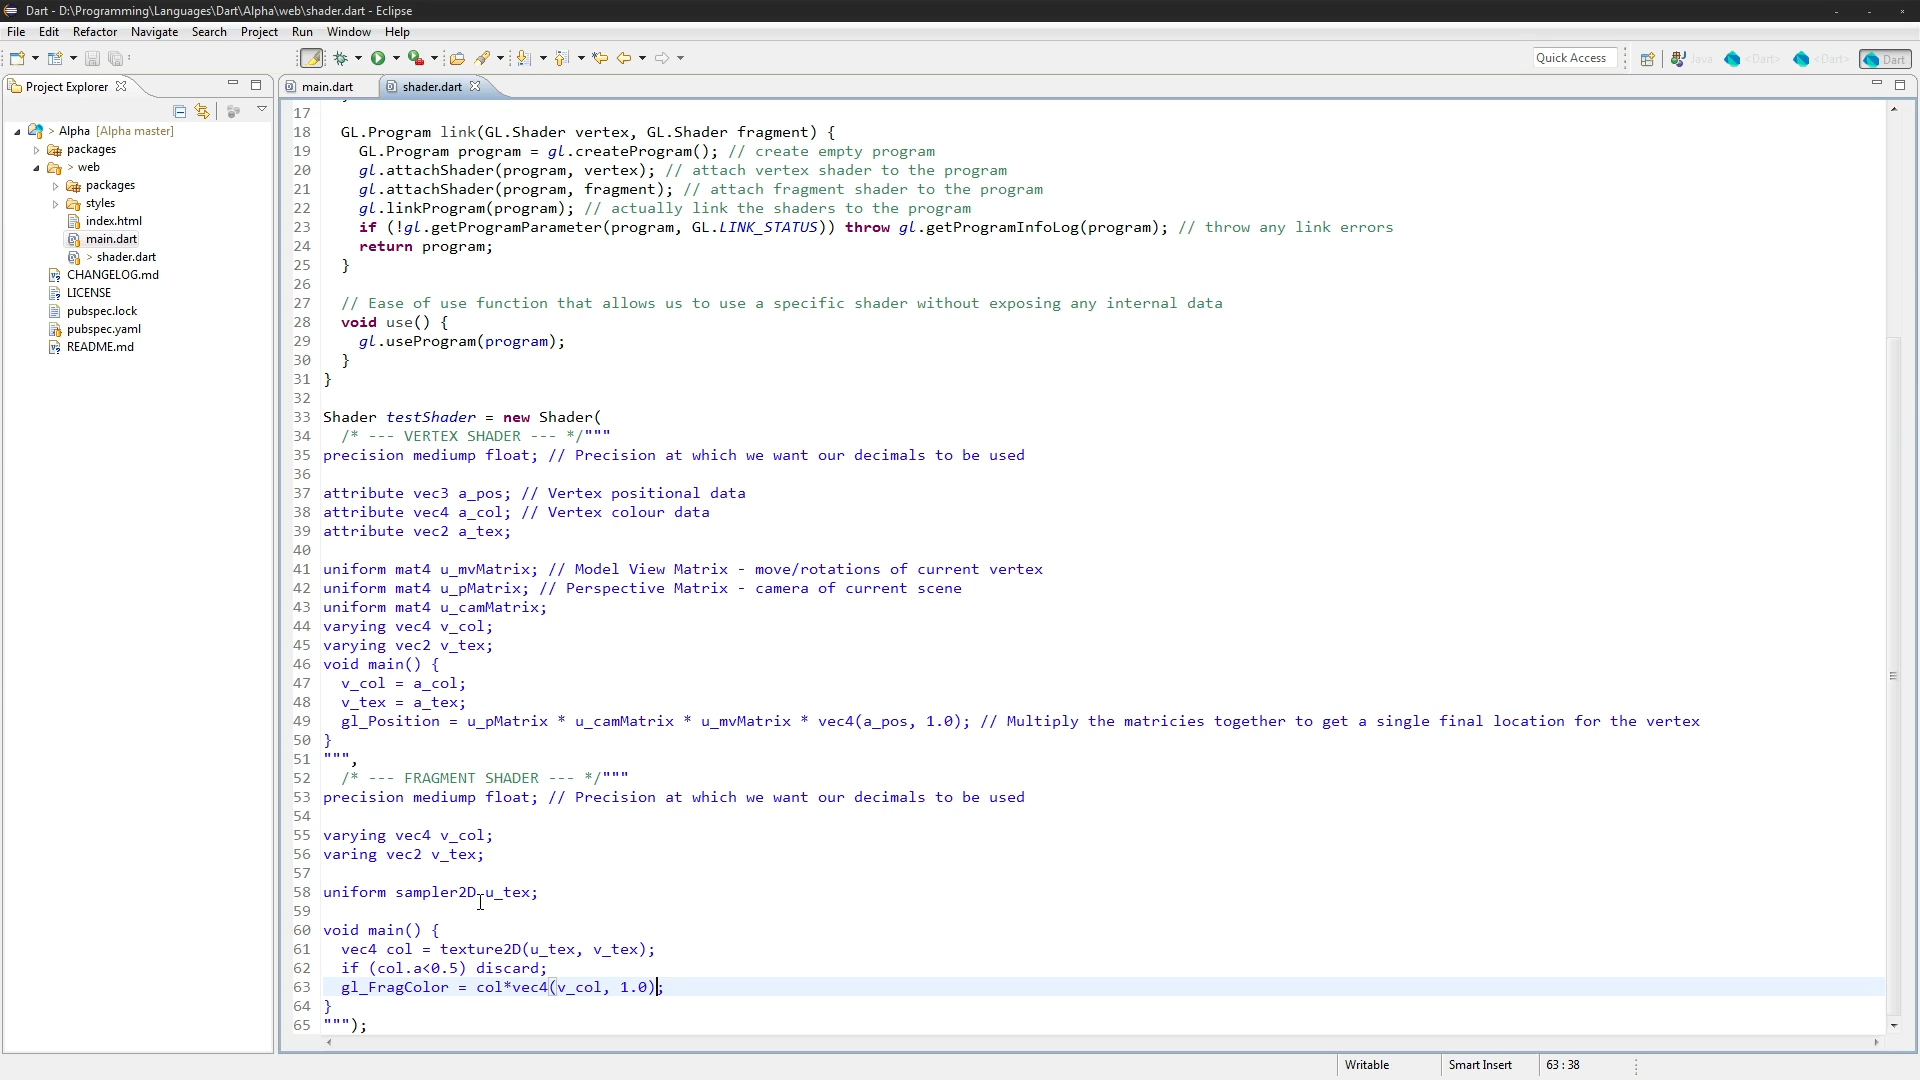 Dart - D:\Programming\Languages\Dart\Alpha\web\shader.dart - Eclipse
File Edit Refactor Navigate Search Project Run Window Help
Quick Access
Java
<Dart>
<Dart>
Dart
Project Explorer
> Alpha [Alpha master]
packages
> web
packages
styles
index.html
main.dart
> shader.dart
CHANGELOG.md
LICENSE
pubspec.lock
pubspec.yaml
README.md
main.dart
shader.dart
17
18 GL.Program link(GL.Shader vertex, GL.Shader fragment) {
19 GL.Program program = gl.createProgram(); // create empty program
20 gl.attachShader(program, vertex); // attach vertex shader to the program
21 gl.attachShader(program, fragment); // attach fragment shader to the program
22 gl.linkProgram(program); // actually link the shaders to the program
23 if (!gl.getProgramParameter(program, GL.LINK_STATUS)) throw gl.getProgramInfoLog(program); // throw any link errors
24 return program;
25 }
26
27 // Ease of use function that allows us to use a specific shader without exposing any internal data
28 void use() {
29 gl.useProgram(program);
30 }
31 }
32
33 Shader testShader = new Shader(
34 /* --- VERTEX SHADER --- */"""
35 precision mediump float; // Precision at which we want our decimals to be used
36
37 attribute vec3 a_pos; // Vertex positional data
38 attribute vec4 a_col; // Vertex colour data
39 attribute vec2 a_tex;
40
41 uniform mat4 u_mvMatrix; // Model View Matrix - move/rotations of current vertex
42 uniform mat4 u_pMatrix; // Perspective Matrix - camera of current scene
43 uniform mat4 u_camMatrix;
44 varying vec4 v_col;
45 varying vec2 v_tex;
46 void main() {
47 v_col = a_col;
48 v_tex = a_tex;
49 gl_Position = u_pMatrix * u_camMatrix * u_mvMatrix * vec4(a_pos, 1.0); // Multiply the matricies together to get a single final location for the vertex
50 }
51 """,
52 /* --- FRAGMENT SHADER --- */"""
53 precision mediump float; // Precision at which we want our decimals to be used
54
55 varying vec4 v_col;
56 varing vec2 v_tex;
57
58 uniform sampler2D u_tex;
59
60 void main() {
61 vec4 col = texture2D(u_tex, v_tex);
62 if (col.a<0.5) discard;
63 gl_FragColor = col*vec4(v_col, 1.0);
64 }
65 """);
Writable
Smart Insert
63 : 38